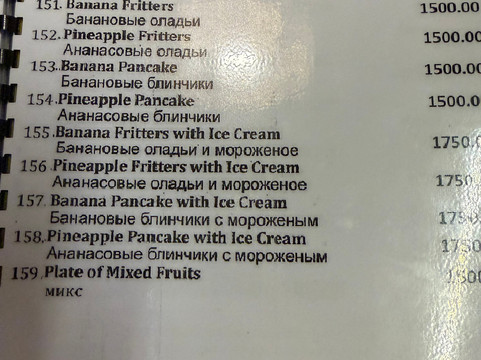 151. Banana Fritters 1500.00
Банановые оладьи
152. Pineapple Fritters 1500.00
Ананасовые оладьи
153. Banana Pancake 1500.00
Банановые блинчики
154. Pineapple Pancake 1500.00
Ананасовые блинчики
155. Banana Fritters with Ice Cream 1750.0
Банановые оладьи и мороженое
156. Pineapple Fritters with Ice Cream 1750.
Ананасовые оладьи и мороженое
157. Banana Pancake with Ice Cream 1750.
Банановые блинчики с мороженым
158. Pineapple Pancake with Ice Cream 1750
Ананасовые блинчики с мороженым
159. Plate of Mixed Fruits 1500
микс